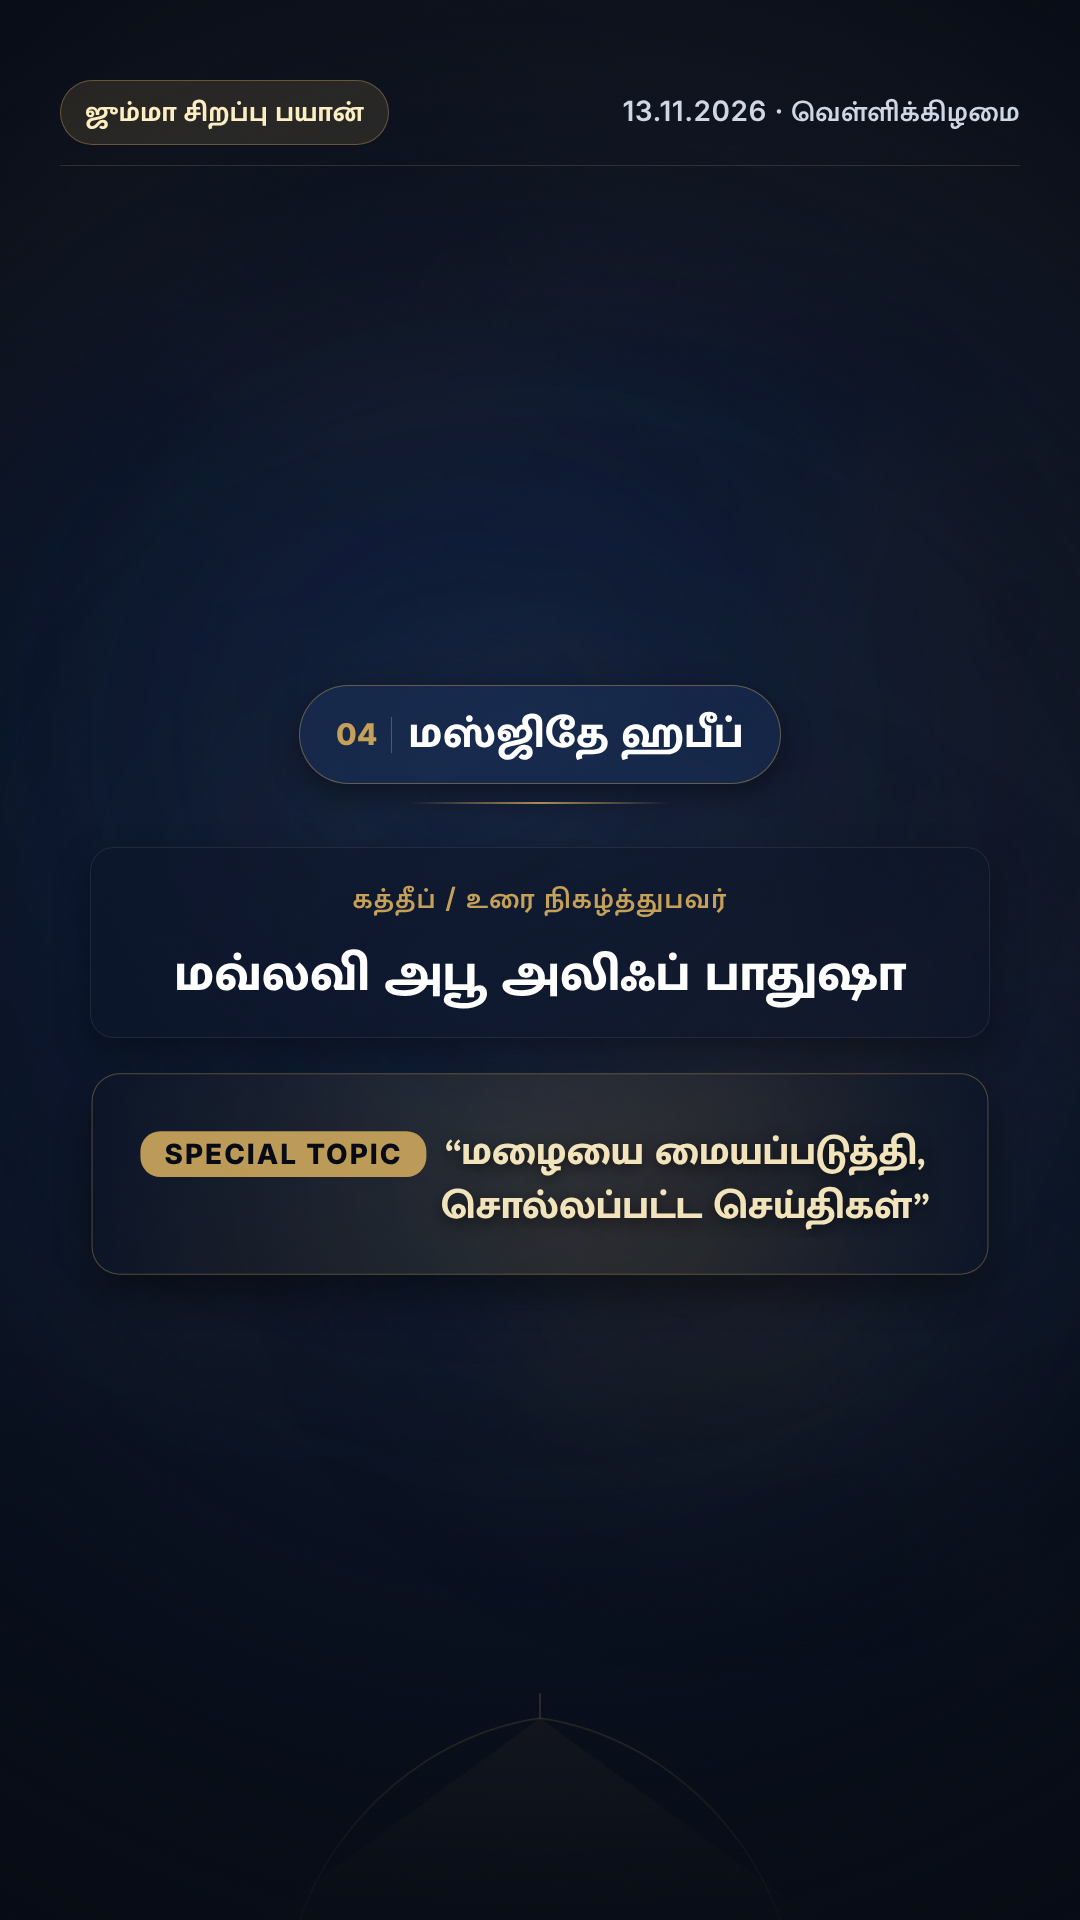 ஜும்மா சிறப்பு பயான்
13.11.2026 · வெள்ளிக்கிழமை
04 மஸ்ஜிதே ஹபீப்
கத்தீப் / உரை நிகழ்த்துபவர்
மவ்லவி அபூ அலிஃப் பாதுஷா
SPECIAL TOPIC “மழையை மையப்படுத்தி,
சொல்லப்பட்ட செய்திகள்”